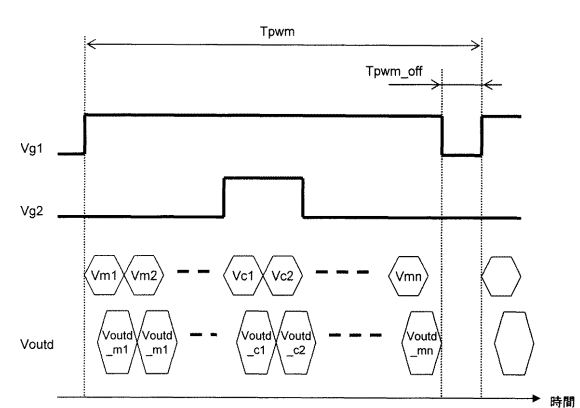 Tpwm
Tpwm_off
Vg1
Vg2
Vm1 Vm2 Vc1 Vc2 Vmn
Voutd
Voutd _m1
Voutd _m1
Voutd _c1
Voutd _c2
Voutd _mn
時間